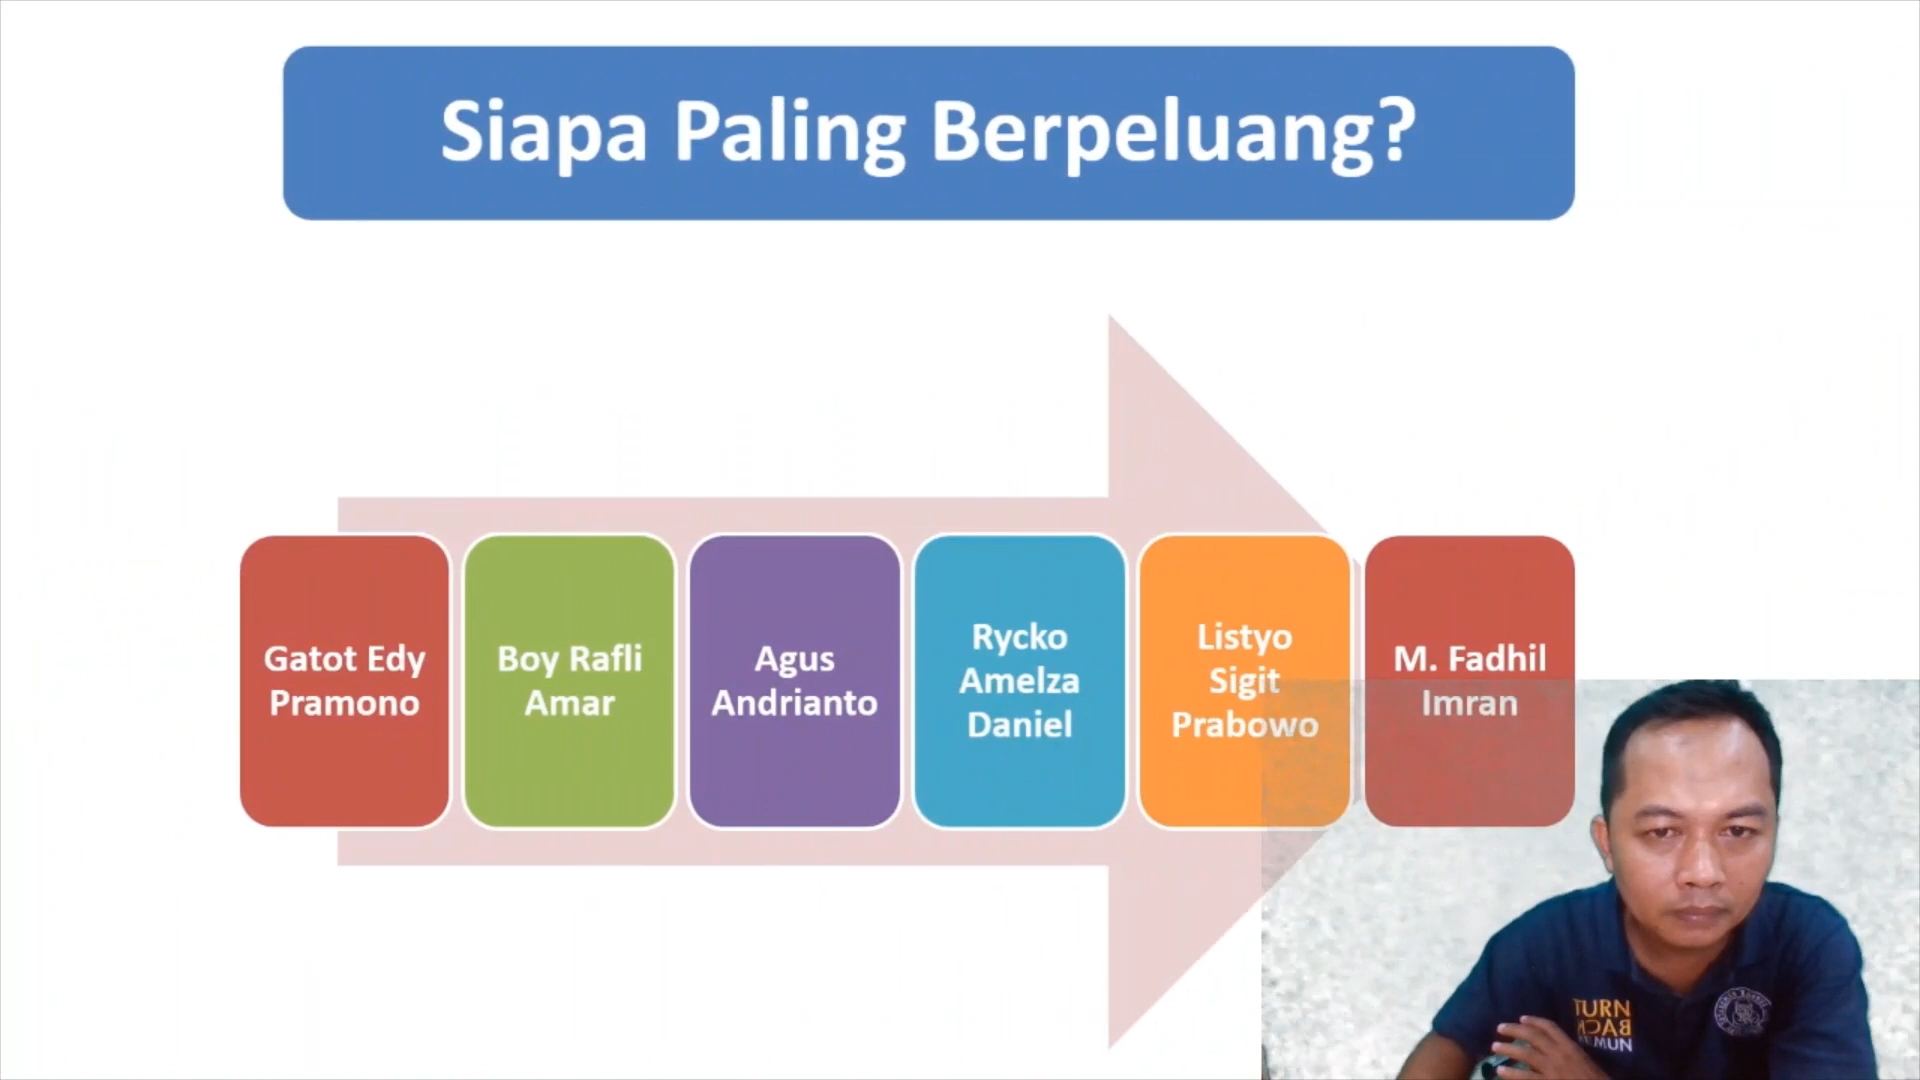 Siapa Paling Berpeluang?
Gatot Edy
Pramono
Boy Rafli
Amar
Agus
Andrianto
Rycko
Amelza
Daniel
Listyo
Sigit
Prabowo
M. Fadhil
Imran
TURN
BACK